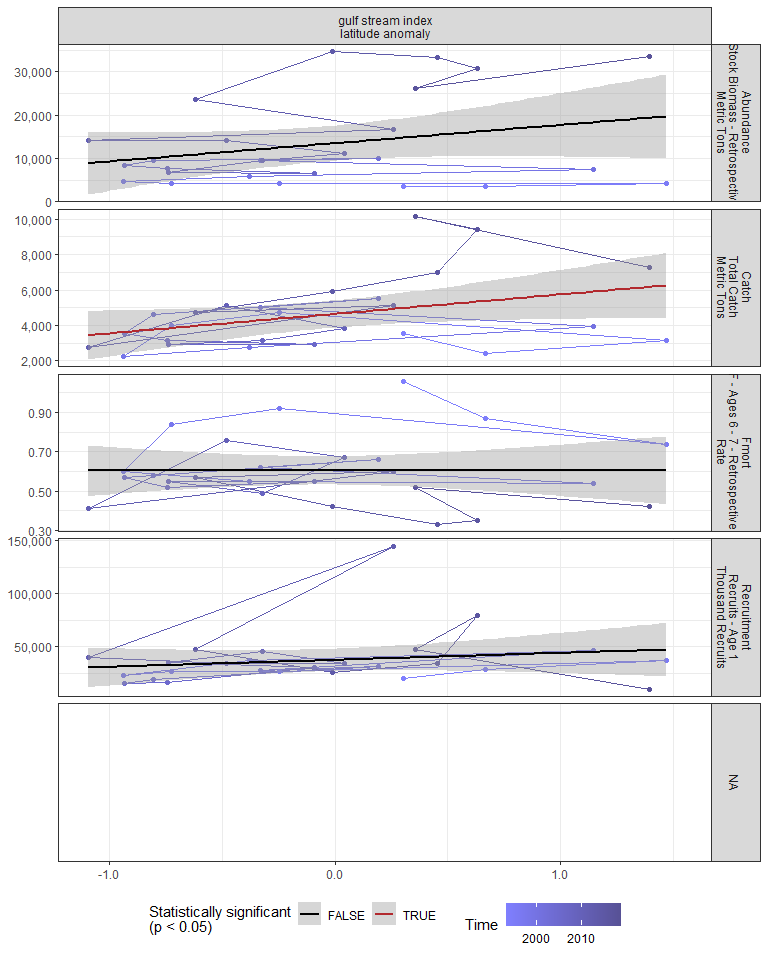 gulf stream index
latitude anomaly
30,000
20,000
10,000
0
Abundance
Stock Biomass - Retrospectiv
Metric Tons
10,000
8,000
6,000
4,000
2,000
Catch
Total Catch
Metric Tons
0.90
0.70
0.50
0.30
Fmort
- Ages 6 - 7 - Retrospective
Rate
150,000
100,000
50,000
Recruitment
Recruits - Age 1
Thousand Recruits
NA
-1.0
0.0
1.0
Statistically significant
(p < 0.05)
FALSE
TRUE
Time
2000
2010